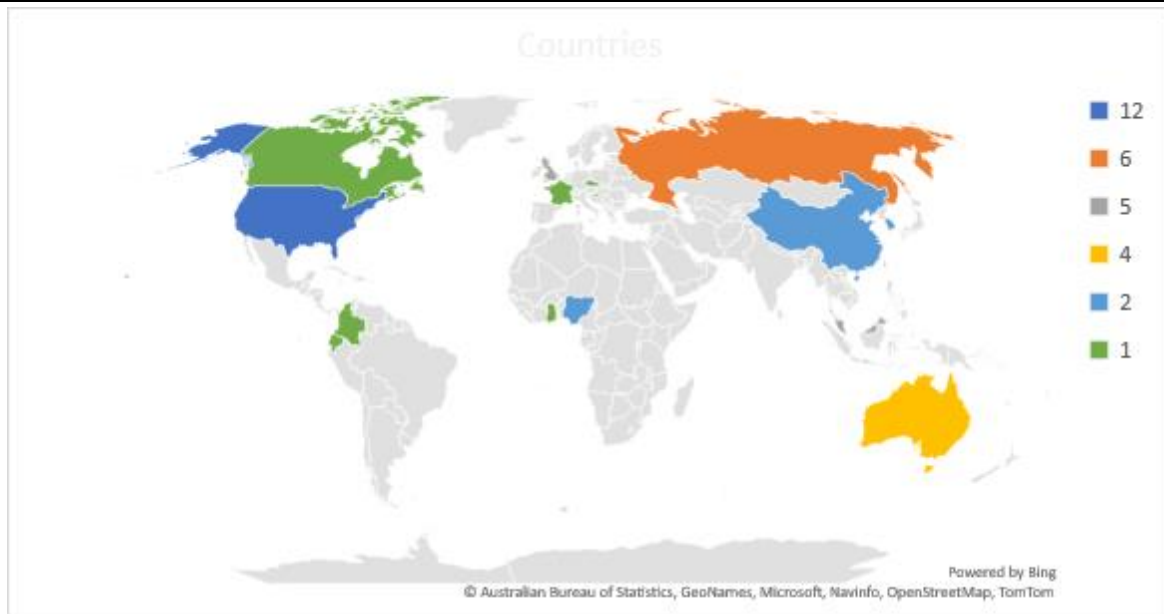 Countries
12
6
5
4
2
1
Powered by Bing
© Australian Bureau of Statistics, GeoNames, Microsoft, Navinfo, OpenStreetMap, TomTom